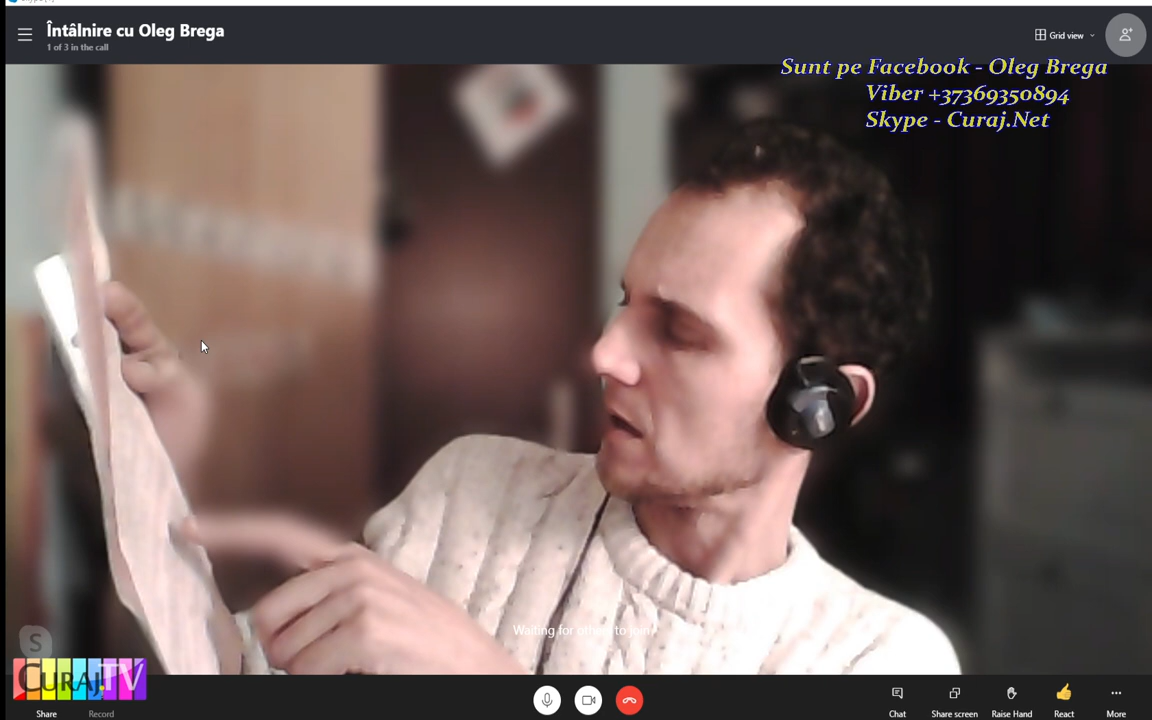 Întâlnire cu Oleg Brega
1 of 3 in the call
Grid view
Sunt pe Facebook - Oleg Brega
Viber +37369350894
Skype - Curaj.Net
Waiting for others to join
S
CURAJ.TV
Share
Record
Chat
Share screen
Raise Hand
React
More